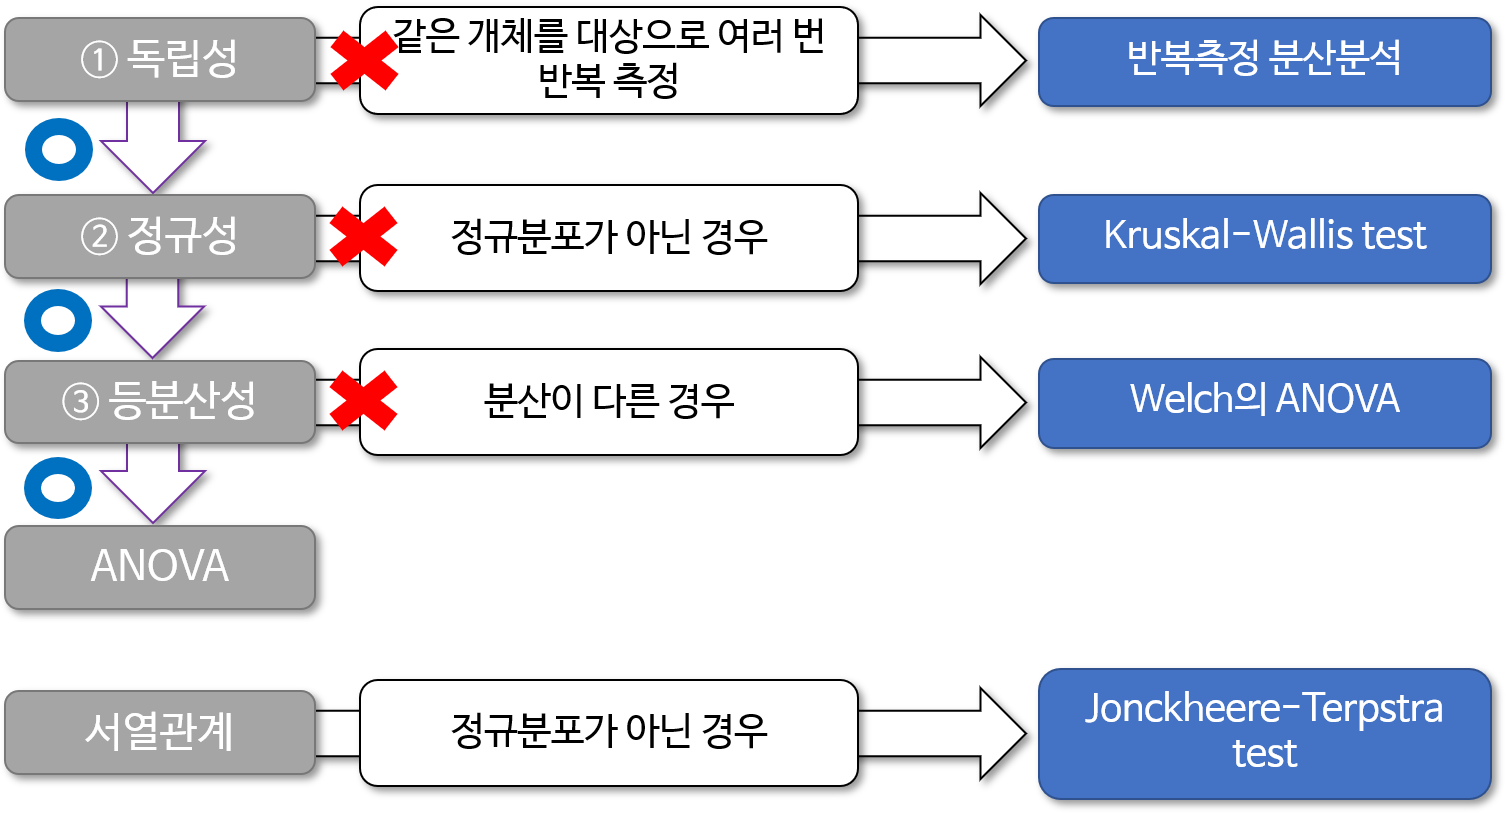 ① 독립성
같은 개체를 대상으로 여러 번
반복 측정
반복측정 분산분석
② 정규성
정규분포가 아닌 경우
Kruskal-Wallis test
③ 등분산성
분산이 다른 경우
Welch의 ANOVA
ANOVA
서열관계
정규분포가 아닌 경우
Jonckheere-Terpstra
test